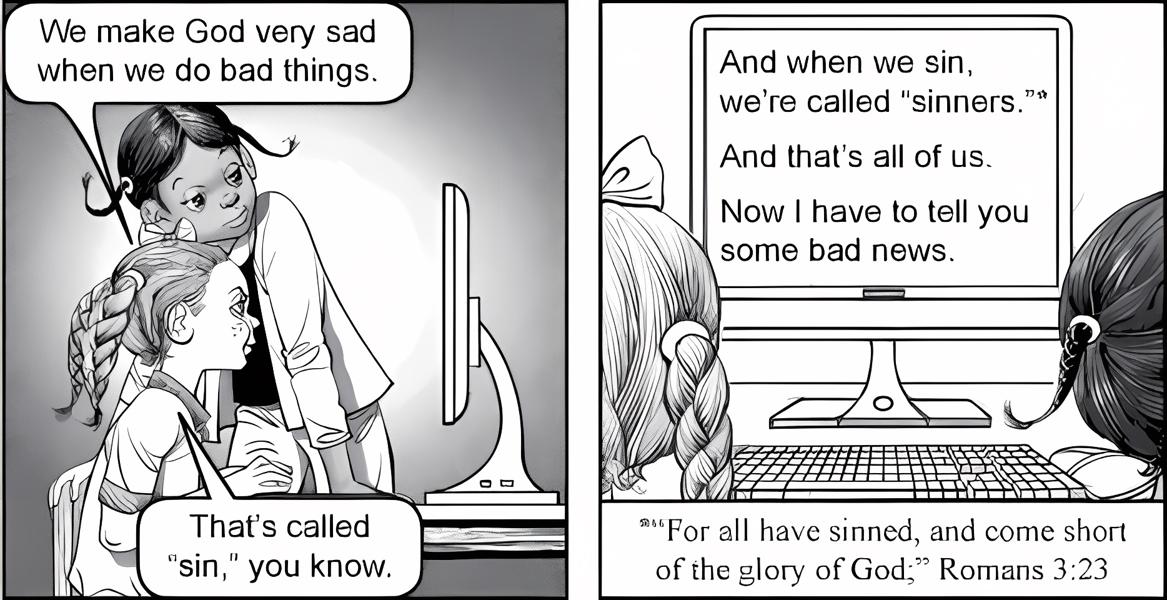 We make God very sad
when we do bad things.
That's called
"sin," you know.
And when we sin,
we're called "sinners."*
And that's all of us.
Now I have to tell you
some bad news.
*"For all have sinned, and come short
of the glory of God;" Romans 3:23